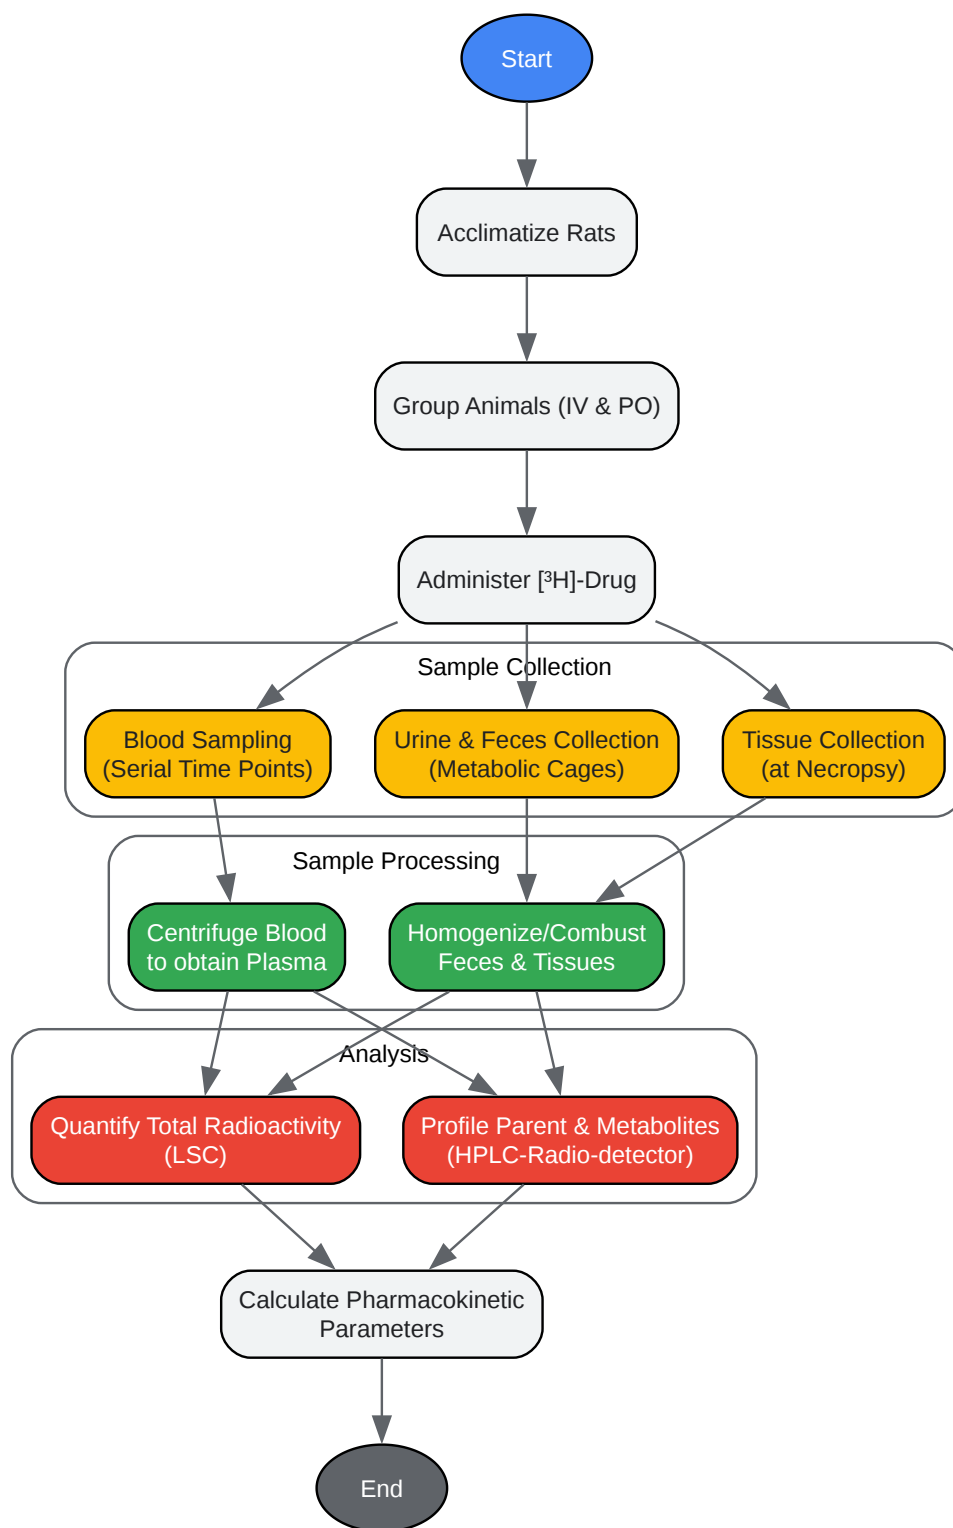 Start
Acclimatize Rats
Group Animals (IV & PO)
Administer [³H]-Drug
Sample Collection
Blood Sampling
(Serial Time Points)
Urine & Feces Collection
(Metabolic Cages)
Tissue Collection
(at Necropsy)
Sample Processing
Centrifuge Blood
to obtain Plasma
Homogenize/Combust
Feces & Tissues
Analysis
Quantify Total Radioactivity
(LSC)
Profile Parent & Metabolites
(HPLC-Radio-detector)
Calculate Pharmacokinetic
Parameters
End